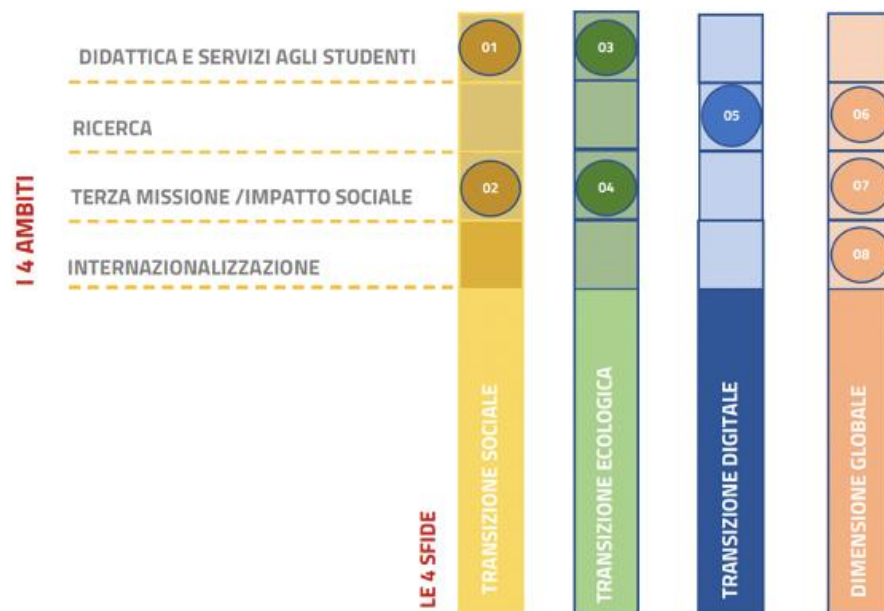 DIDATTICA E SERVIZI AGLI STUDENTI
01
03
RICERCA
05
06
TERZA MISSIONE /IMPATTO SOCIALE
02
04
07
INTERNAZIONALIZZAZIONE
08
I 4 AMBITI
LE 4 SFIDE
TRANSIZIONE SOCIALE
TRANSIZIONE ECOLOGICA
TRANSIZIONE DIGITALE
DIMENSIONE GLOBALE